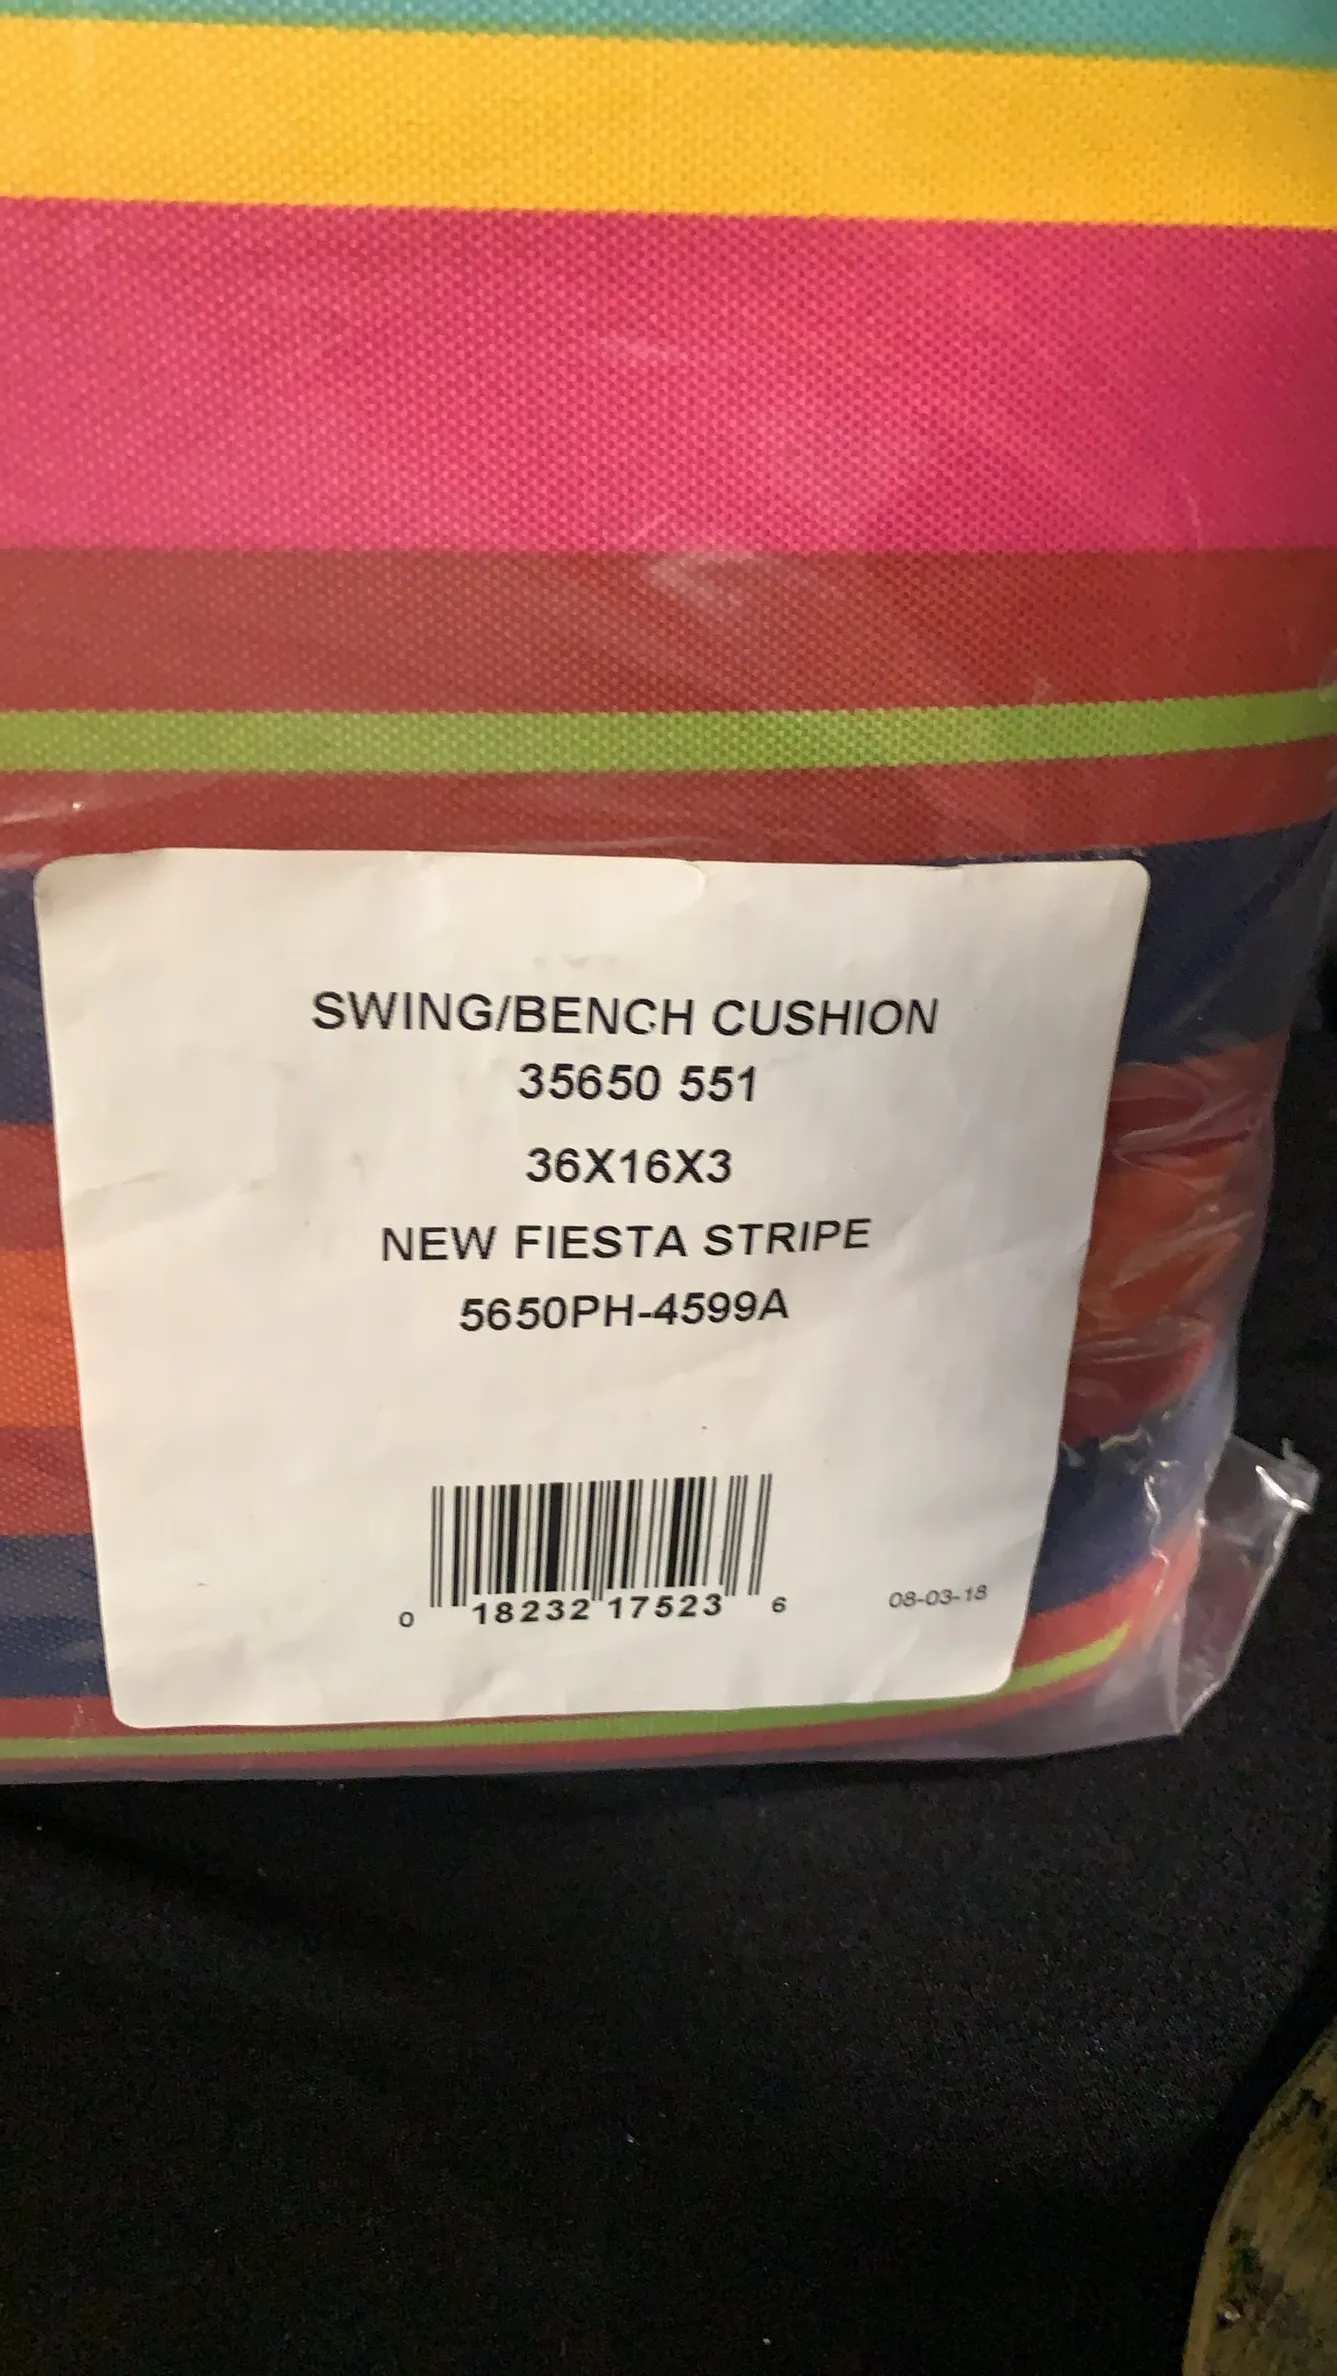 SWING/BENCH CUSHION
35650 551
36X16X3
NEW FIESTA STRIPE
5650PH-4599A
0 18232 17523 6
08-03-18